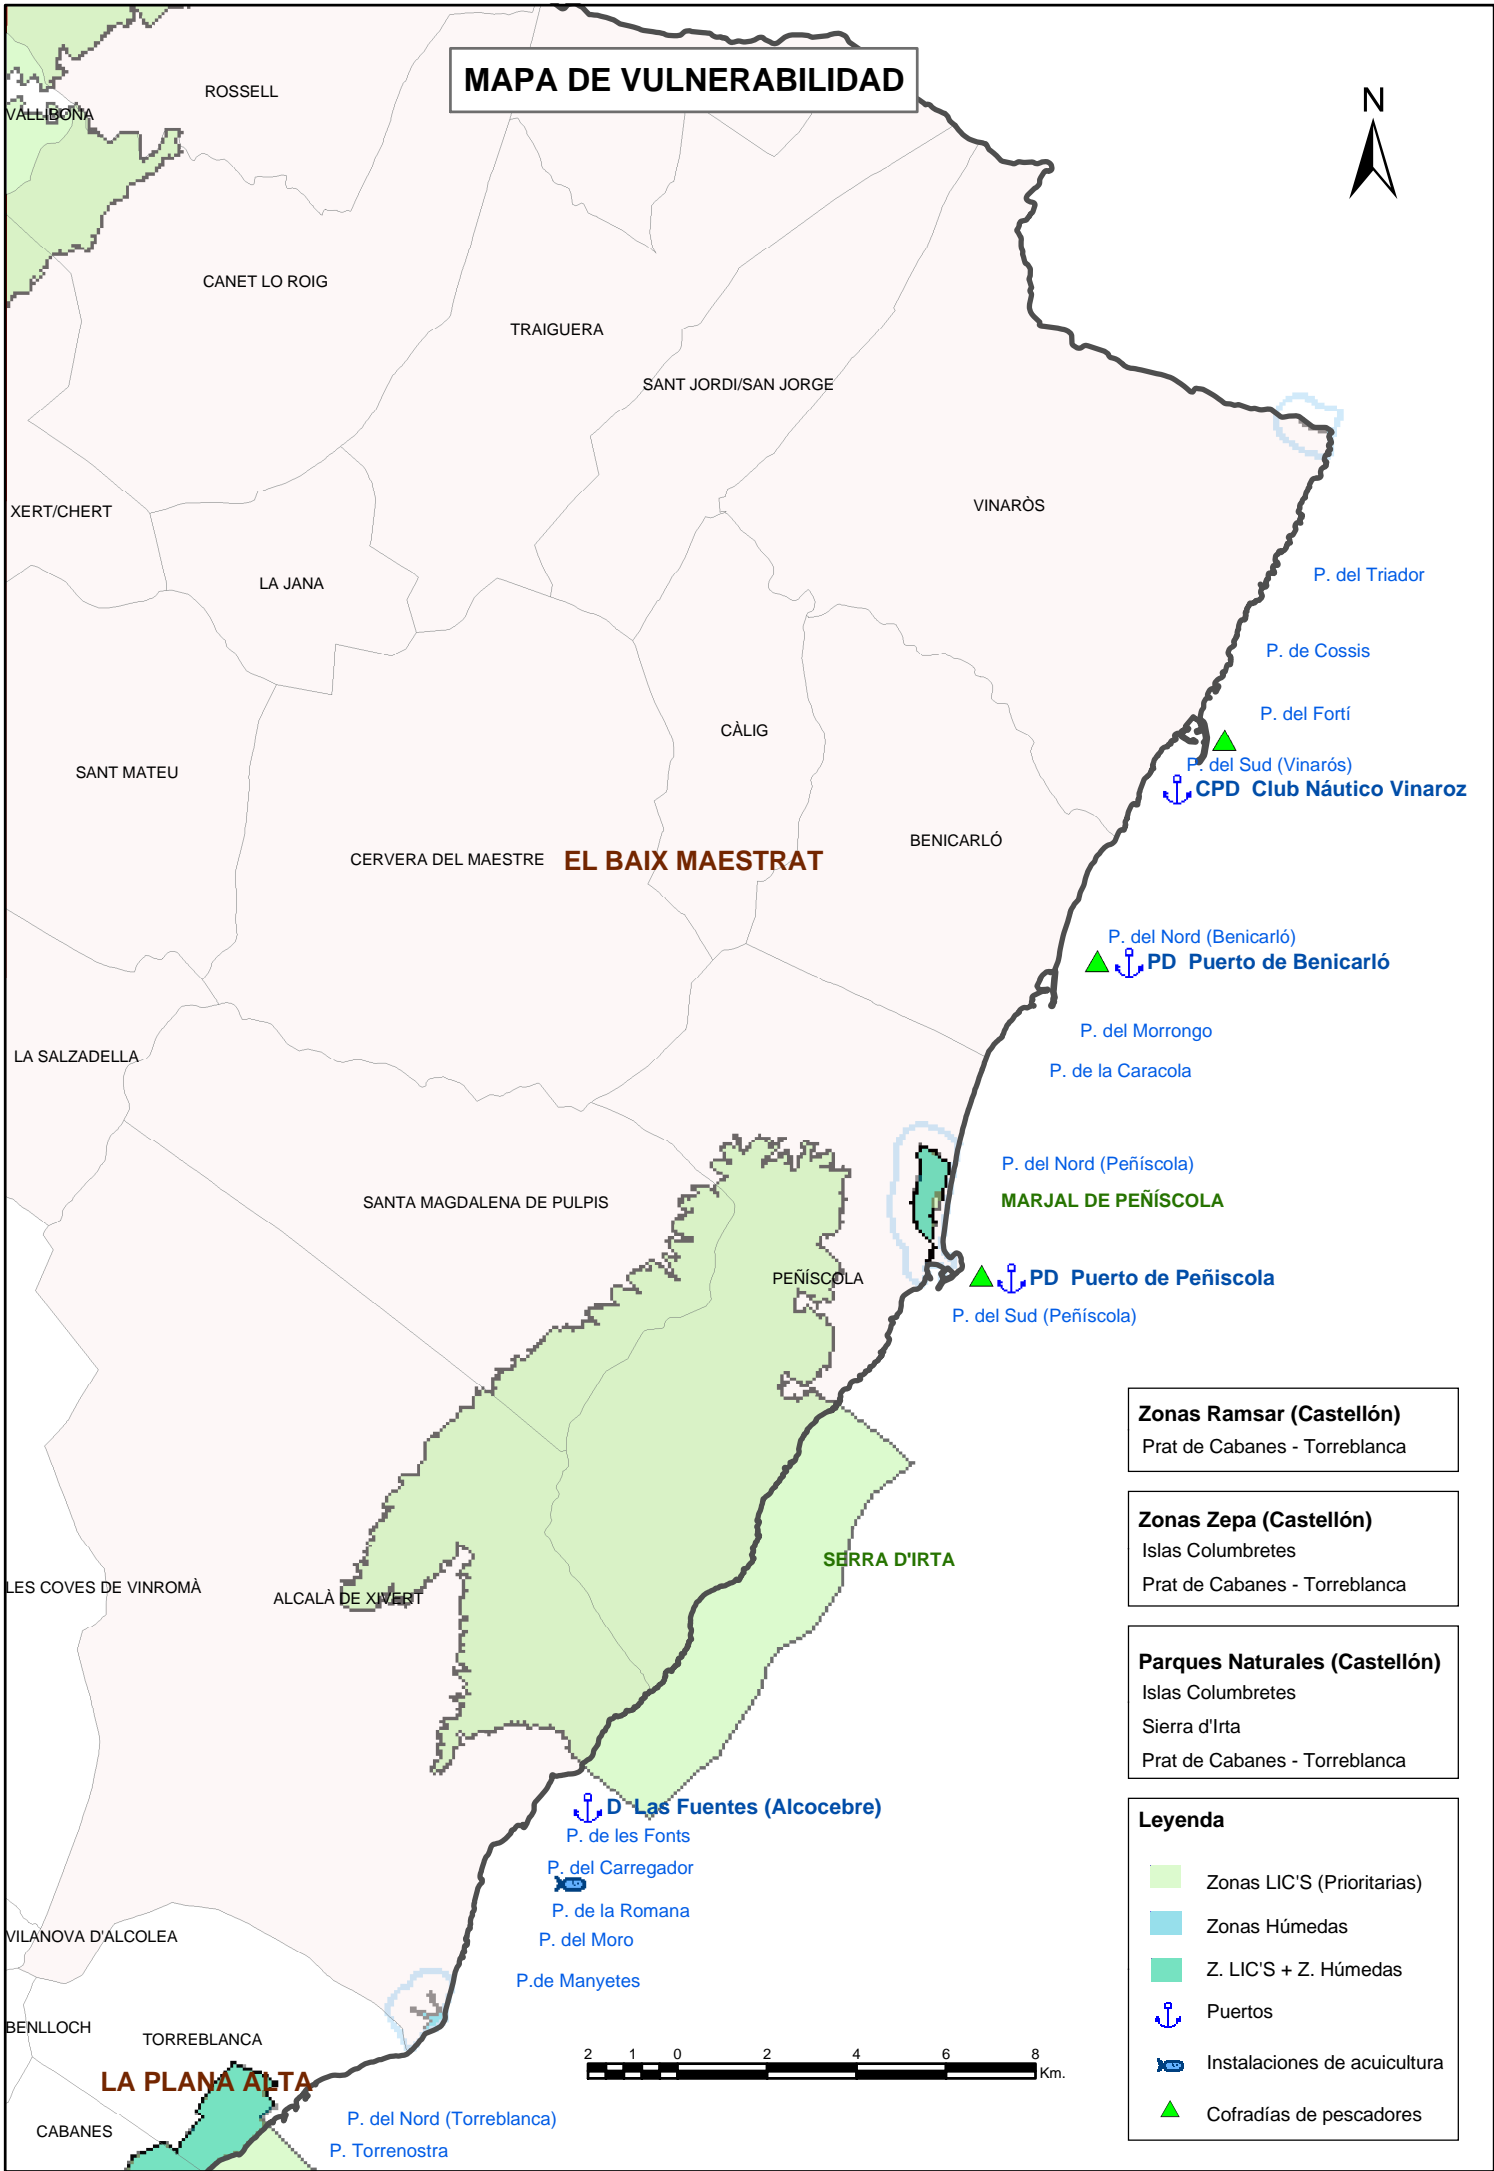 MAPA DE VULNERABILIDAD
N
ROSSELL
VALLIBONA
CANET LO ROIG
TRAIGUERA
SANT JORDI/SAN JORGE
XERT/CHERT
VINARÒS
LA JANA
P. del Triador
P. de Cossis
P. del Fortí
CÀLIG
P. del Sud (Vinarós)
SANT MATEU
CPD Club Náutico Vinaroz
BENICARLÓ
CERVERA DEL MAESTRE
EL BAIX MAESTRAT
P. del Nord (Benicarló)
PD Puerto de Benicarló
P. del Morrongo
LA SALZADELLA
P. de la Caracola
P. del Nord (Peñíscola)
SANTA MAGDALENA DE PULPIS
MARJAL DE PEÑÍSCOLA
PEÑÍSCOLA
PD Puerto de Peñiscola
P. del Sud (Peñíscola)
SERRA D'IRTA
LES COVES DE VINROMÀ
ALCALÀ DE XIVERT
D Las Fuentes (Alcocebre)
P. de les Fonts
P. del Carregador
P. de la Romana
VILANOVA D'ALCOLEA
P. del Moro
P.de Manyetes
BENLLOCH
TORREBLANCA
LA PLANA ALTA
P. del Nord (Torreblanca)
CABANES
P. Torrenostra
2 1 0 2 4 6 8
Km.
Zonas Ramsar (Castellón)
Prat de Cabanes - Torreblanca
Zonas Zepa (Castellón)
Islas Columbretes
Prat de Cabanes - Torreblanca
Parques Naturales (Castellón)
Islas Columbretes
Sierra d'Irta
Prat de Cabanes - Torreblanca
Leyenda
Zonas LIC'S (Prioritarias)
Zonas Húmedas
Z. LIC'S + Z. Húmedas
Puertos
Instalaciones de acuicultura
Cofradías de pescadores